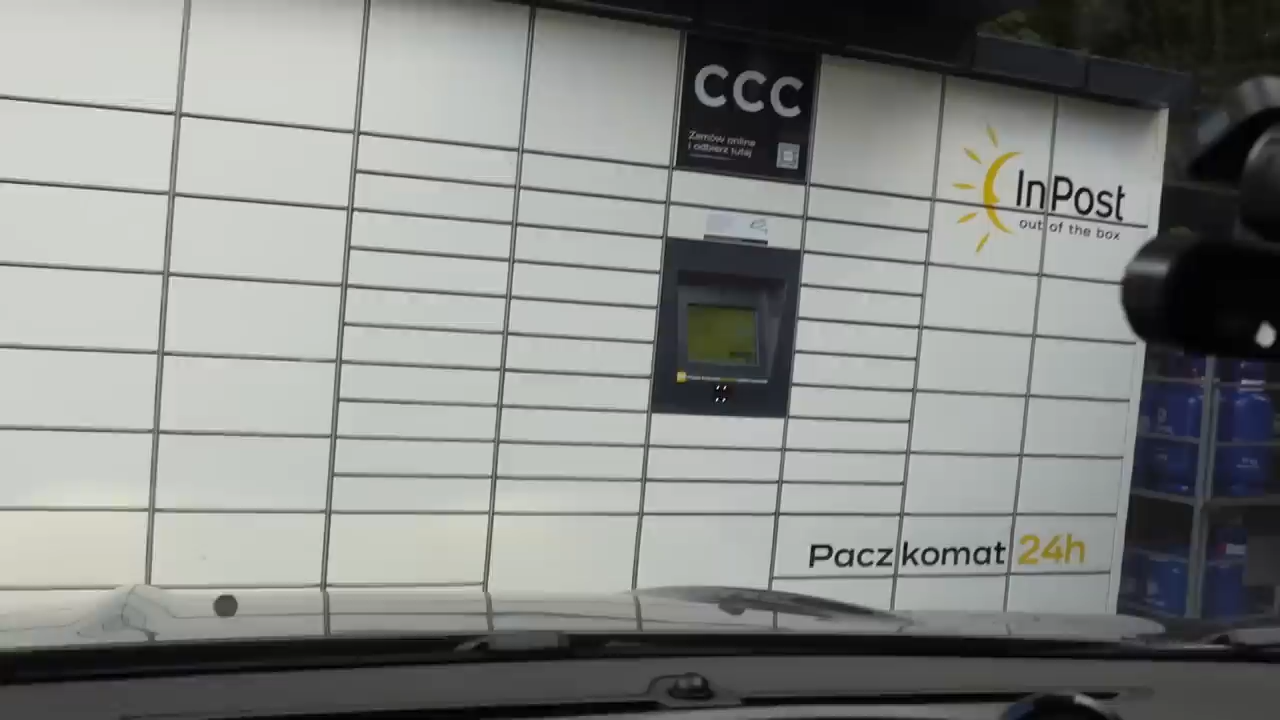 CCC
Zamów online
i odbierz tutaj
InPost
out of the box
Paczkomat 24h